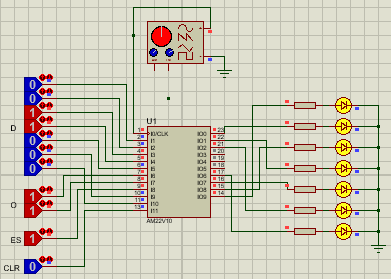 U1
0
0
1
D 1
0
0
0
O 1
1
ES 1
CLR 0
1 I0/CLK IO0 23
2 I1 IO1 22
3 I2 IO2 21
4 I3 IO3 20
5 I4 IO4 19
6 I5 IO5 18
7 I6 IO6 17
8 I7 IO7 16
9 I8 IO8 15
10 I9 IO9 14
11 I10
13 I11
AM22V10